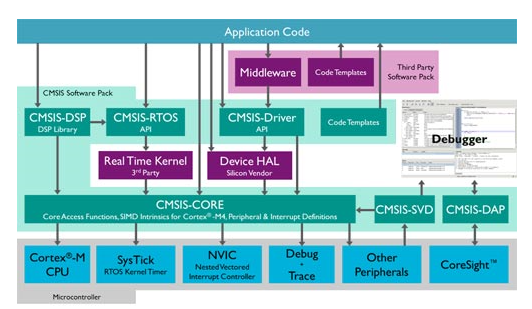 Application Code
Middleware
Code Templates
Third Party
Software Pack
CMSIS Software Pack
CMSIS-DSP
DSP Library
CMSIS-RTOS
API
CMSIS-Driver
API
Code Templates
Debugger
Real Time Kernel
3rd Party
Device HAL
Silicon Vendor
CMSIS-CORE
Core Access Functions, SIMD Intrinsics for Cortex®-M4, Peripheral & Interrupt Definitions
CMSIS-SVD
CMSIS-DAP
Cortex®-M
CPU
SysTick
RTOS Kernel Timer
NVIC
Nested Vectored
Interrupt Controller
Debug
+
Trace
Other
Peripherals
CoreSight™
Microcontroller